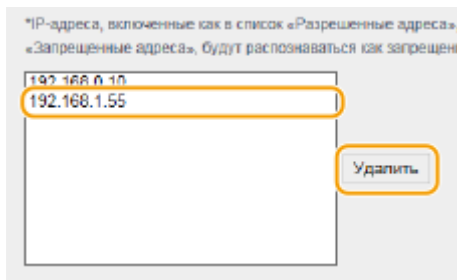 *IP-адреса, включенные как в список «Разрешенные адреса»,
«Запрещенные адреса», будут распознаваться как запрещен
192.168.0.10
192.168.1.55
Удалить